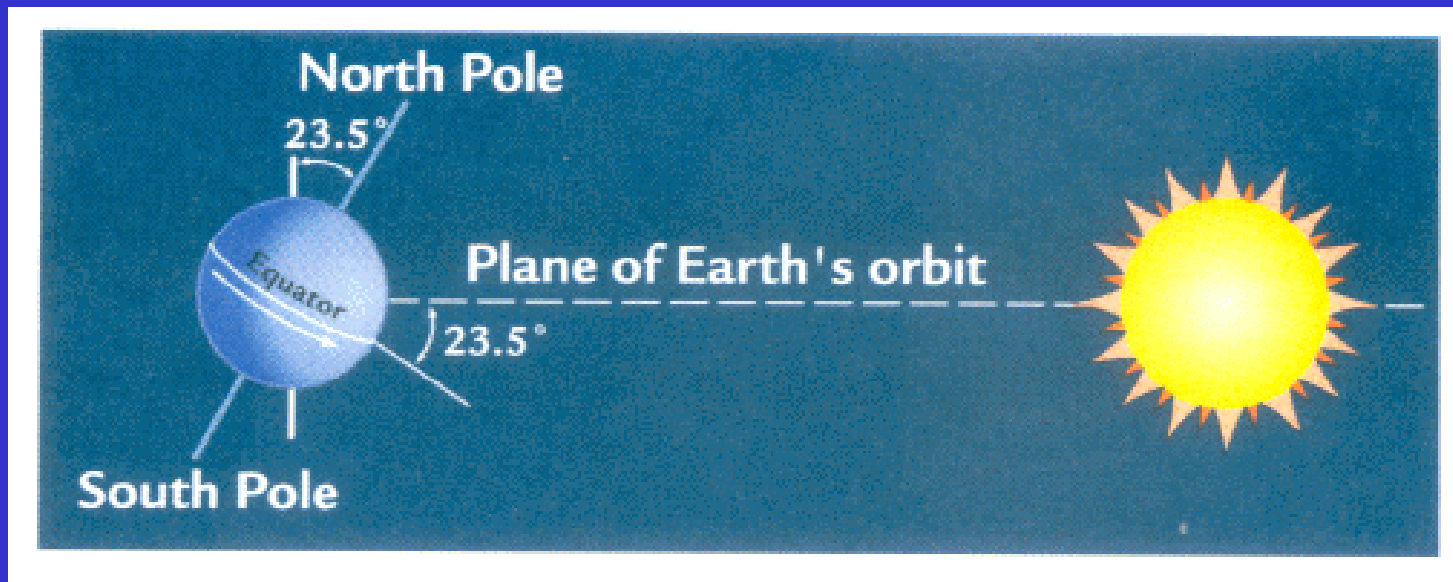 North Pole
23.5°
Equator
Plane of Earth's orbit
23.5°
South Pole